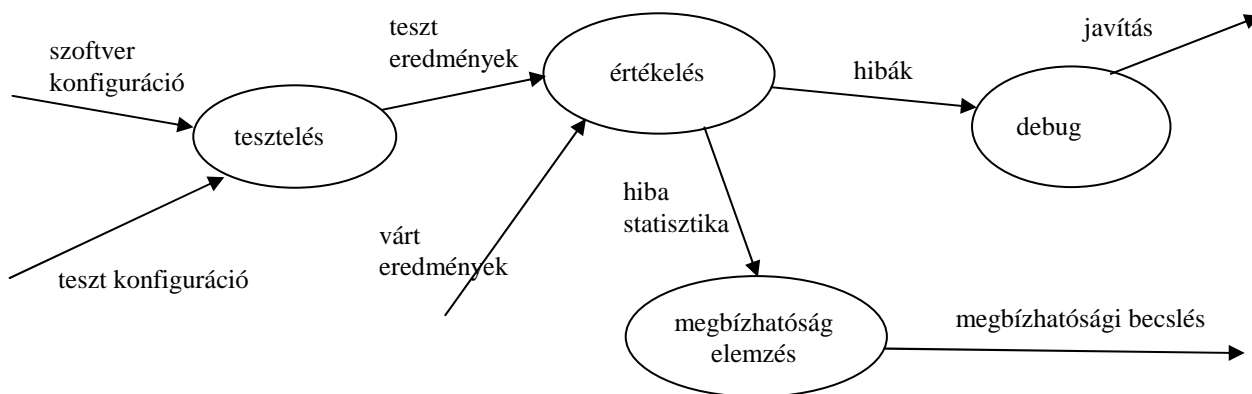 szoftver
konfiguráció
teszt
eredmények
javítás
tesztelés
értékelés
hibák
debug
teszt konfiguráció
várt
eredmények
hiba
statisztika
megbízhatóság
elemzés
megbízhatósági becslés